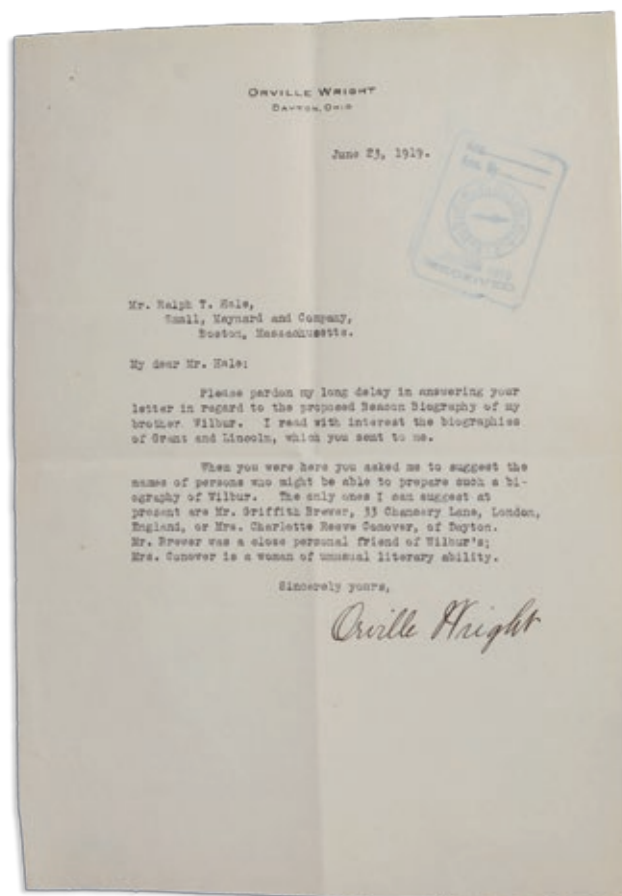 ORVILLE WRIGHT
DAYTON, OHIO
June 23, 1919.
RECEIVED
Mr. Ralph T. Hale,
Small, Maynard and Company,
Boston, Massachusetts.
My dear Mr. Hale:
Please pardon my long delay in answering your
letter in regard to the proposed Beacon Biography of my
brother Wilbur. I read with interest the biographies
of Grant and Lincoln, which you sent to me.
When you were here you asked me to suggest the
names of persons who might be able to prepare such a bi-
ography of Wilbur. The only ones I can suggest at
present are Mr. Griffith Brewer, 33 Chancery Lane, London,
England, or Mrs. Charlotte Reeve Conover, of Dayton.
Mr. Brewer was a close personal friend of Wilbur's;
Mrs. Conover is a woman of unusual literary ability.
Sincerely yours,
Orville Wright